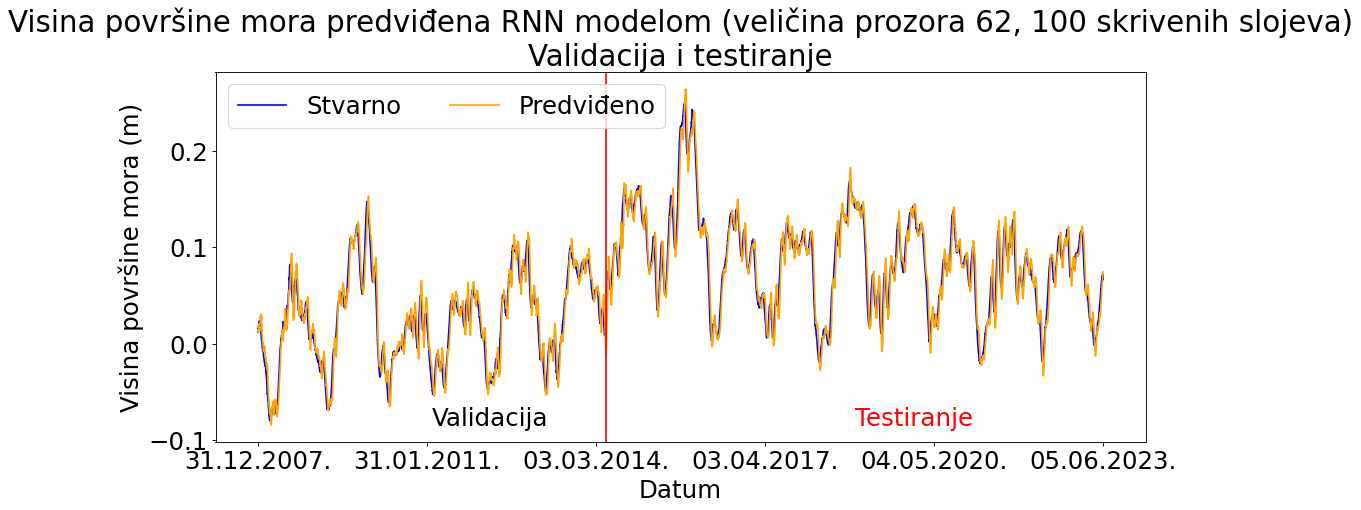 Visina površine mora predviđena RNN modelom (veličina prozora 62, 100 skrivenih slojeva)
Validacija i testiranje
Stvarno
Predviđeno
Visina površine mora (m)
0.2
0.1
0.0
−0.1
Validacija
Testiranje
31.12.2007.
31.01.2011.
03.03.2014.
03.04.2017.
04.05.2020.
05.06.2023.
Datum